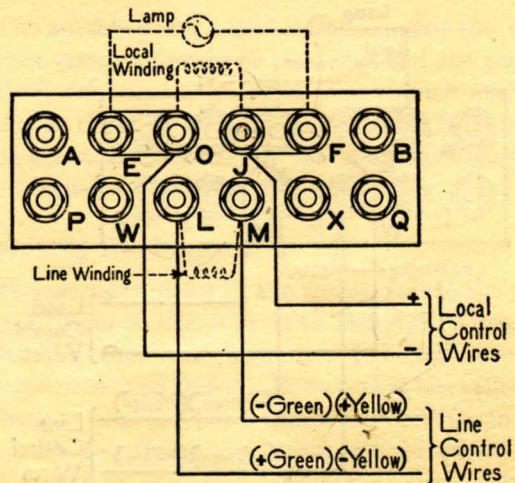 Lamp
Local
Winding
A E O J F B
P W L M X Q
Line Winding
+
Local
Control
Wires
−
(-Green)(+Yellow)
Line
Control
Wires
(+Green)(-Yellow)